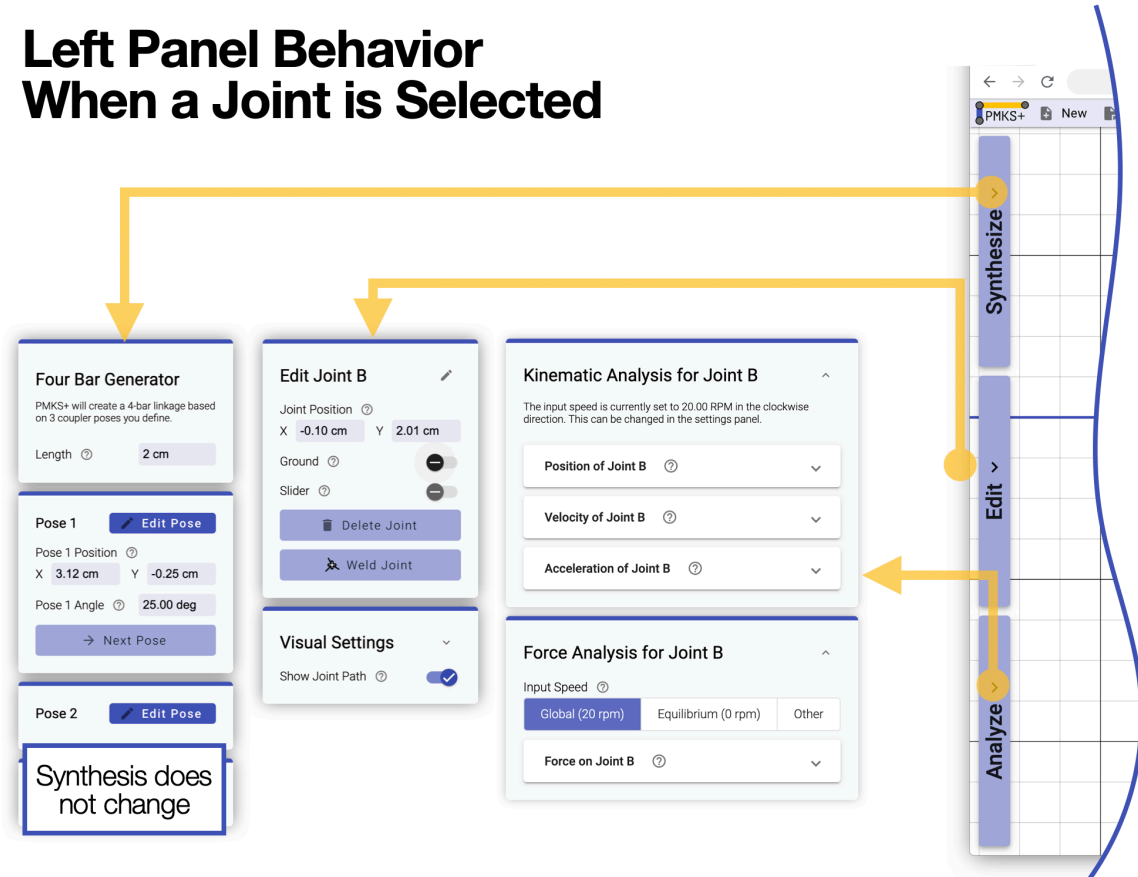 Left Panel Behavior
When a Joint is Selected
PMKS+
New
Synthesize
Edit
Analyze
Four Bar Generator
PMKS+ will create a 4-bar linkage based
on 3 coupler poses you define.
Length ?
2 cm
Pose 1
Edit Pose
Pose 1 Position ?
X 3.12 cm Y -0.25 cm
Pose 1 Angle ? 25.00 deg
→ Next Pose
Pose 2
Edit Pose
Synthesis does
not change
Edit Joint B
Joint Position ?
X -0.10 cm Y 2.01 cm
Ground ?
Slider ?
Delete Joint
Weld Joint
Visual Settings
Show Joint Path ?
Kinematic Analysis for Joint B
The input speed is currently set to 20.00 RPM in the clockwise
direction. This can be changed in the settings panel.
Position of Joint B ?
Velocity of Joint B ?
Acceleration of Joint B ?
Force Analysis for Joint B
Input Speed ?
Global (20 rpm) Equilibrium (0 rpm) Other
Force on Joint B ?